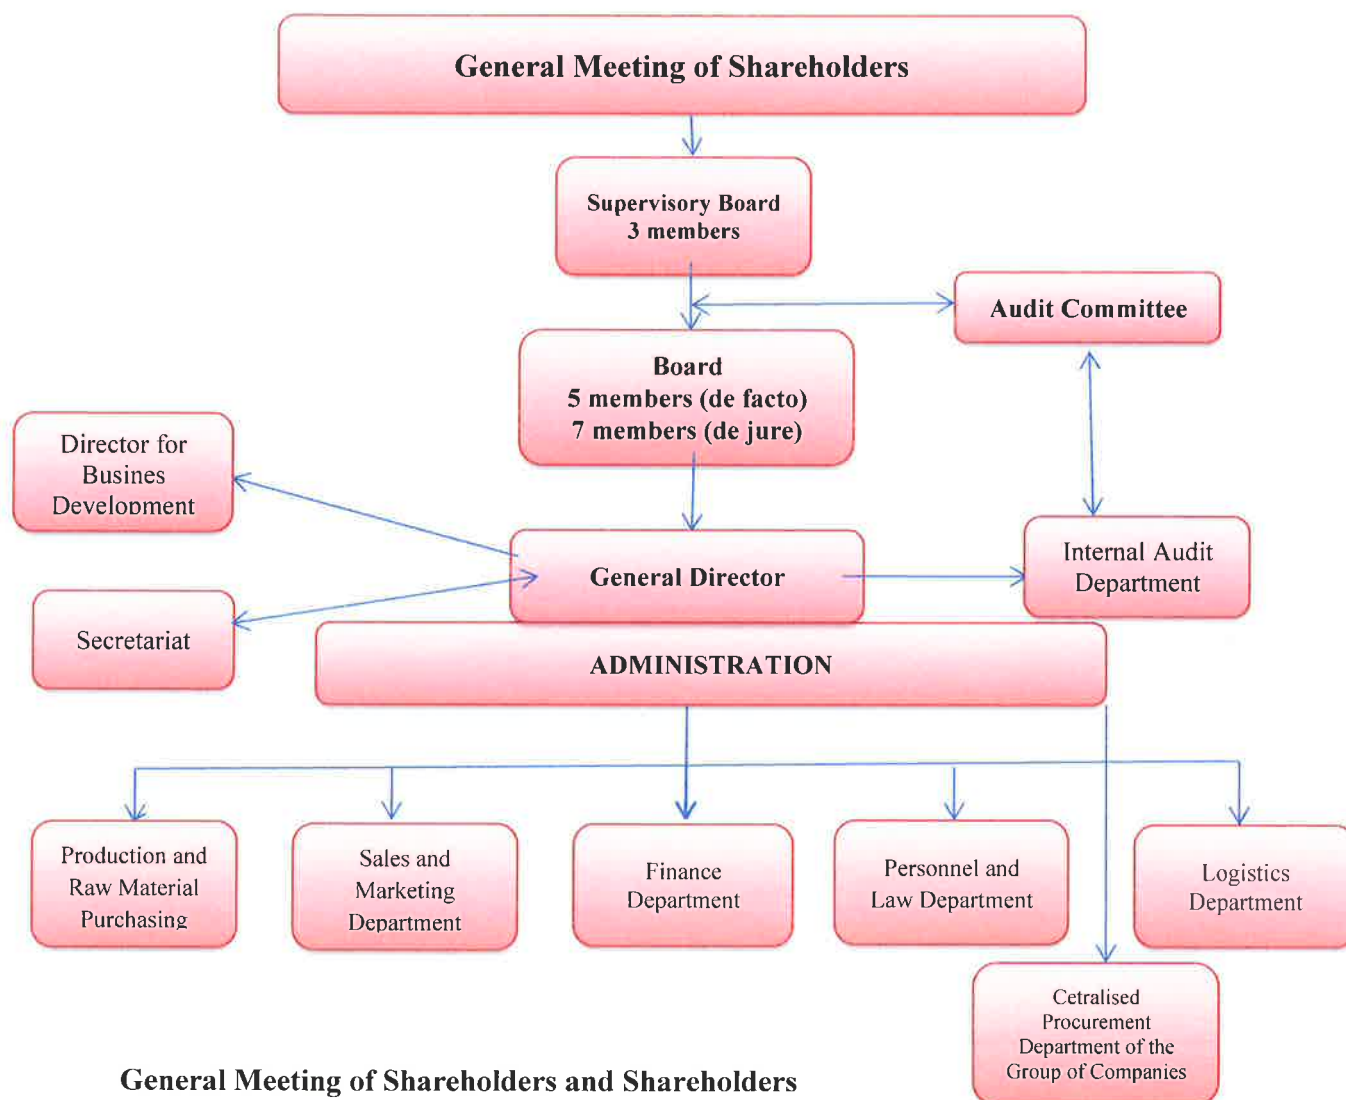 General Meeting of Shareholders
Supervisory Board
3 members
Audit Committee
Board
5 members (de facto)
7 members (de jure)
Director for
Busines
Development
General Director
Internal Audit
Department
Secretariat
ADMINISTRATION
Production and
Raw Material
Purchasing
Sales and
Marketing
Department
Finance
Department
Personnel and
Law Department
Logistics
Department
Cetralised
Procurement
Department of the
Group of Companies
General Meeting of Shareholders and Shareholders